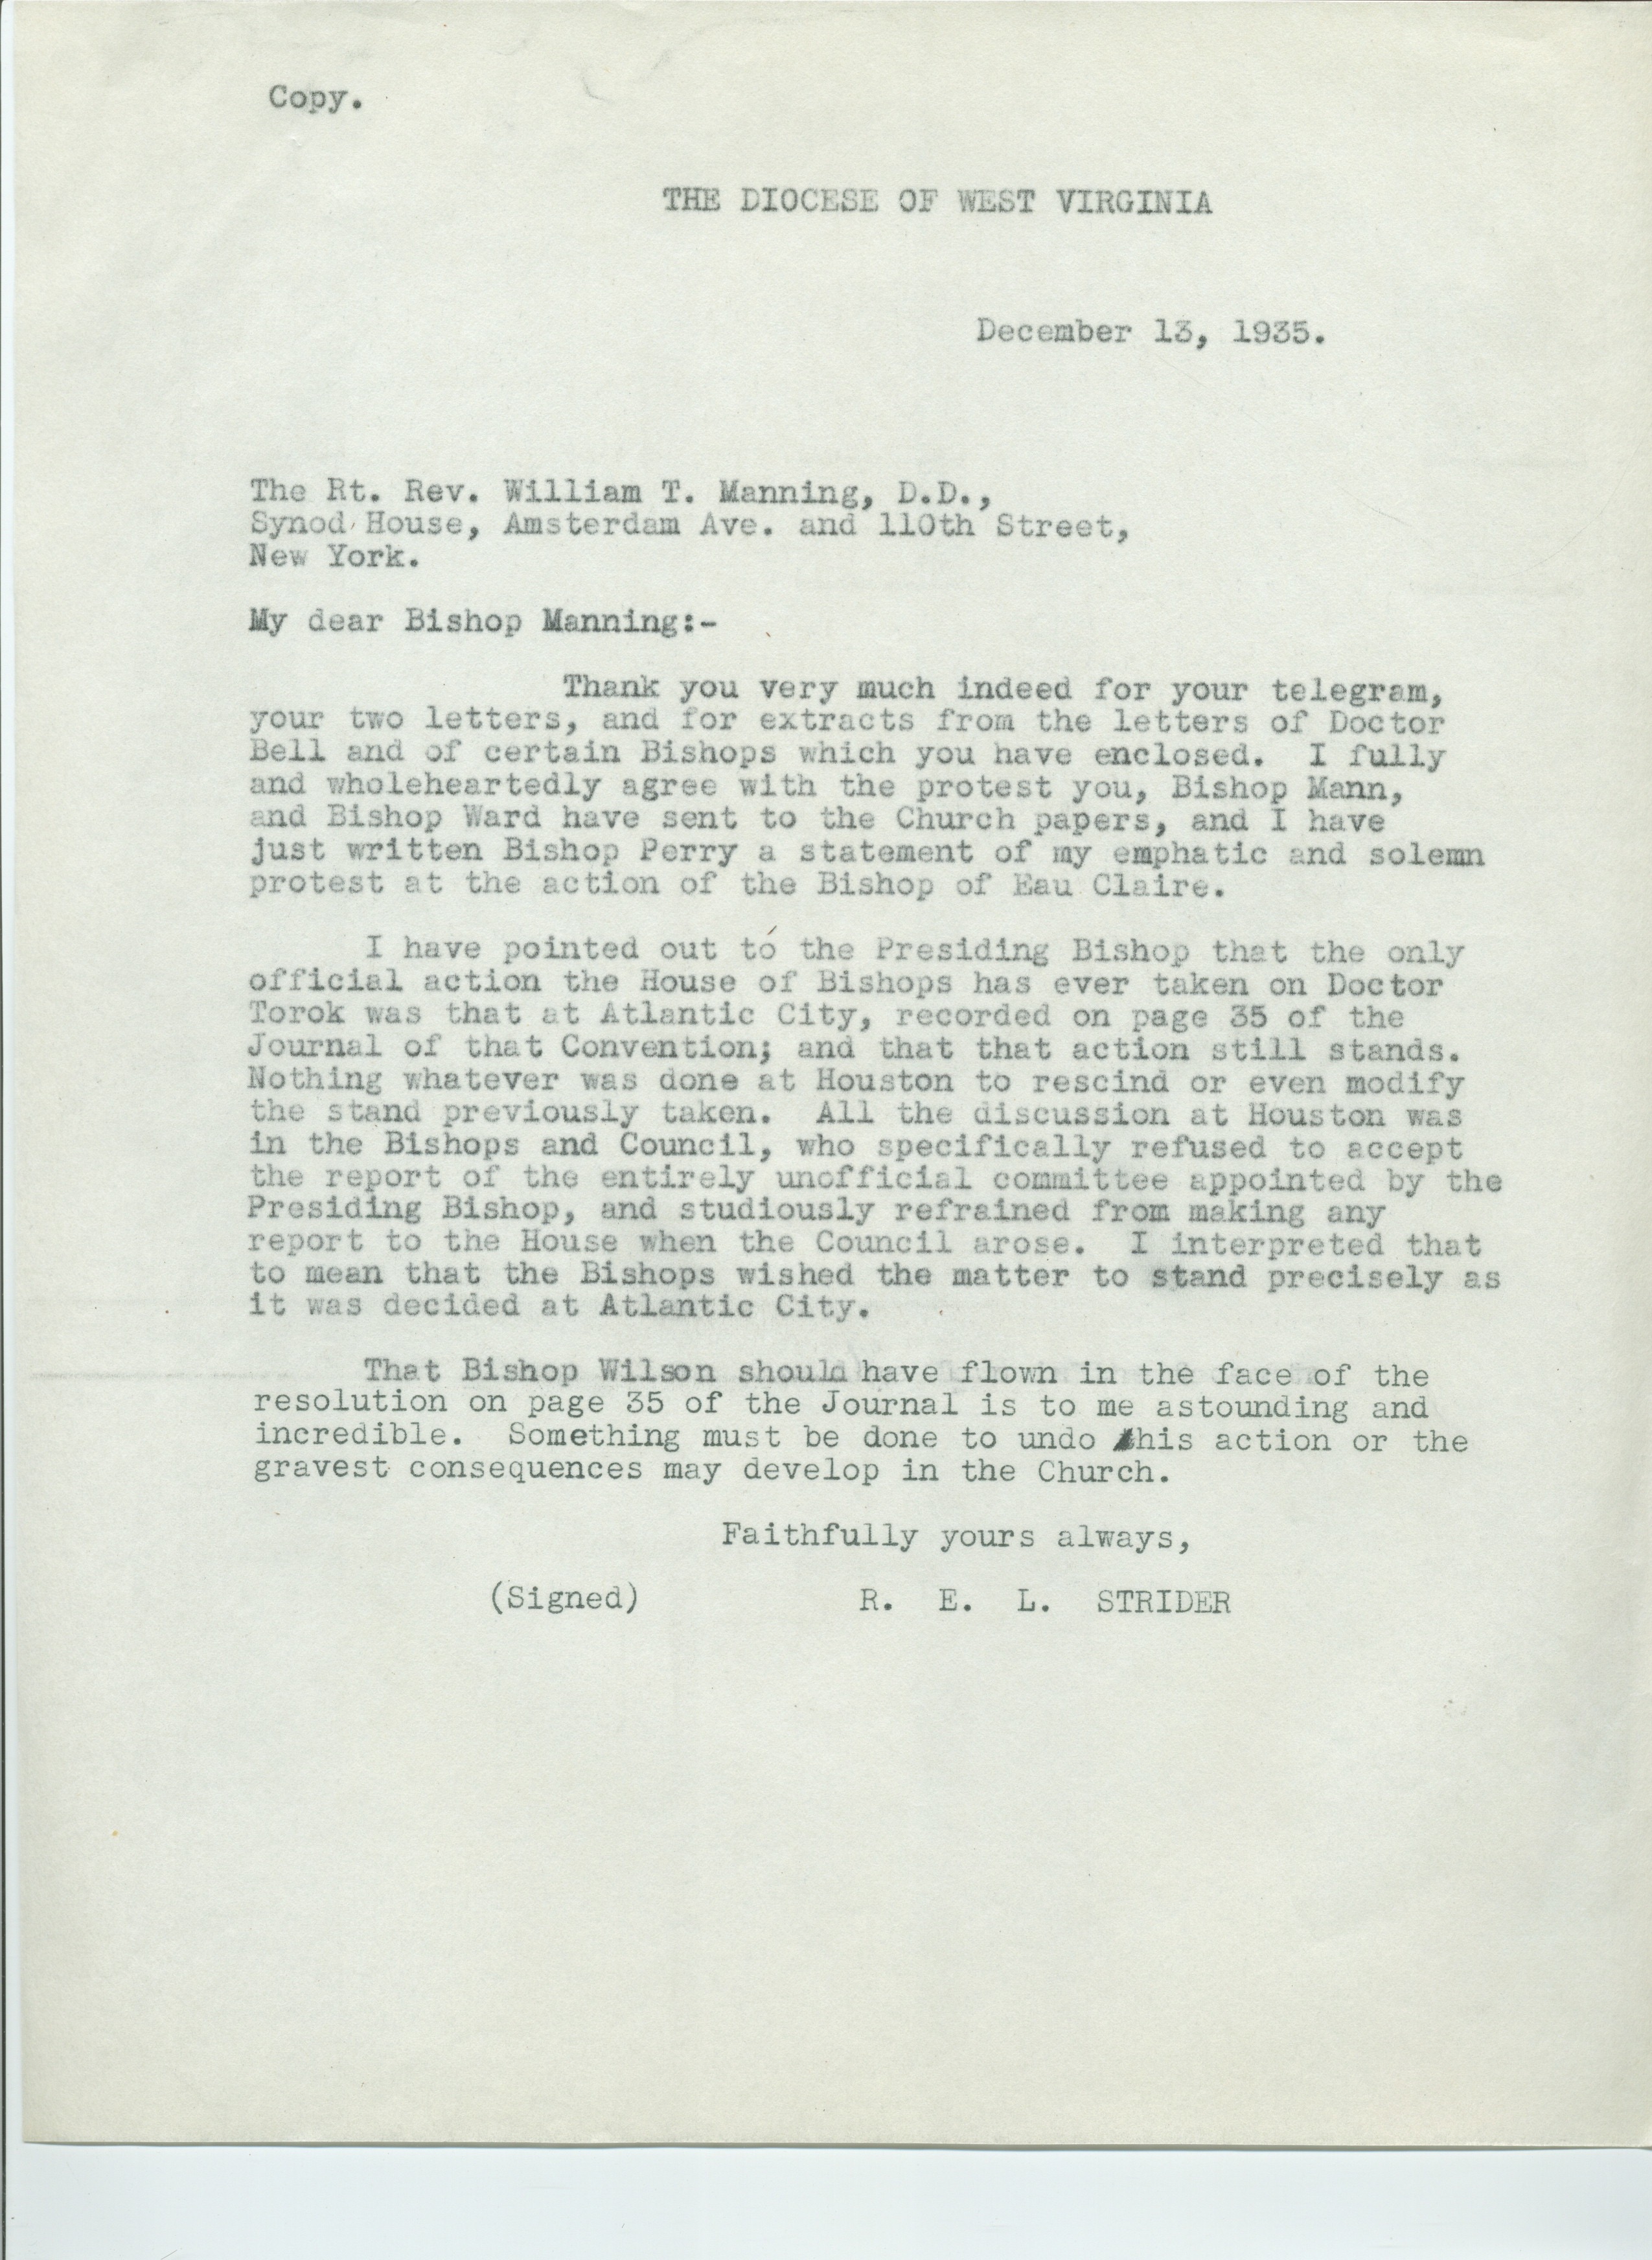 Copy.
THE DIOCESE OF WEST VIRGINIA
December 13, 1935.
The Rt. Rev. William T. Manning, D.D.,
Synod House, Amsterdam Ave. and 110th Street,
New York.
My dear Bishop Manning:-
Thank you very much indeed for your telegram,
your two letters, and for extracts from the letters of Doctor
Bell and of certain Bishops which you have enclosed. I fully
and wholeheartedly agree with the protest you, Bishop Mann,
and Bishop Ward have sent to the Church papers, and I have
just written Bishop Perry a statement of my emphatic and solemn
protest at the action of the Bishop of Eau Claire.
I have pointed out to the Presiding Bishop that the only
official action the House of Bishops has ever taken on Doctor
Torok was that at Atlantic City, recorded on page 35 of the
Journal of that Convention; and that that action still stands.
Nothing whatever was done at Houston to rescind or even modify
the stand previously taken. All the discussion at Houston was
in the Bishops and Council, who specifically refused to accept
the report of the entirely unofficial committee appointed by the
Presiding Bishop, and studiously refrained from making any
report to the House when the Council arose. I interpreted that
to mean that the Bishops wished the matter to stand precisely as
it was decided at Atlantic City.
That Bishop Wilson should have flown in the face of the
resolution on page 35 of the Journal is to me astounding and
incredible. Something must be done to undo this action or the
gravest consequences may develop in the Church.
Faithfully yours always,
(Signed) R. E. L. STRIDER